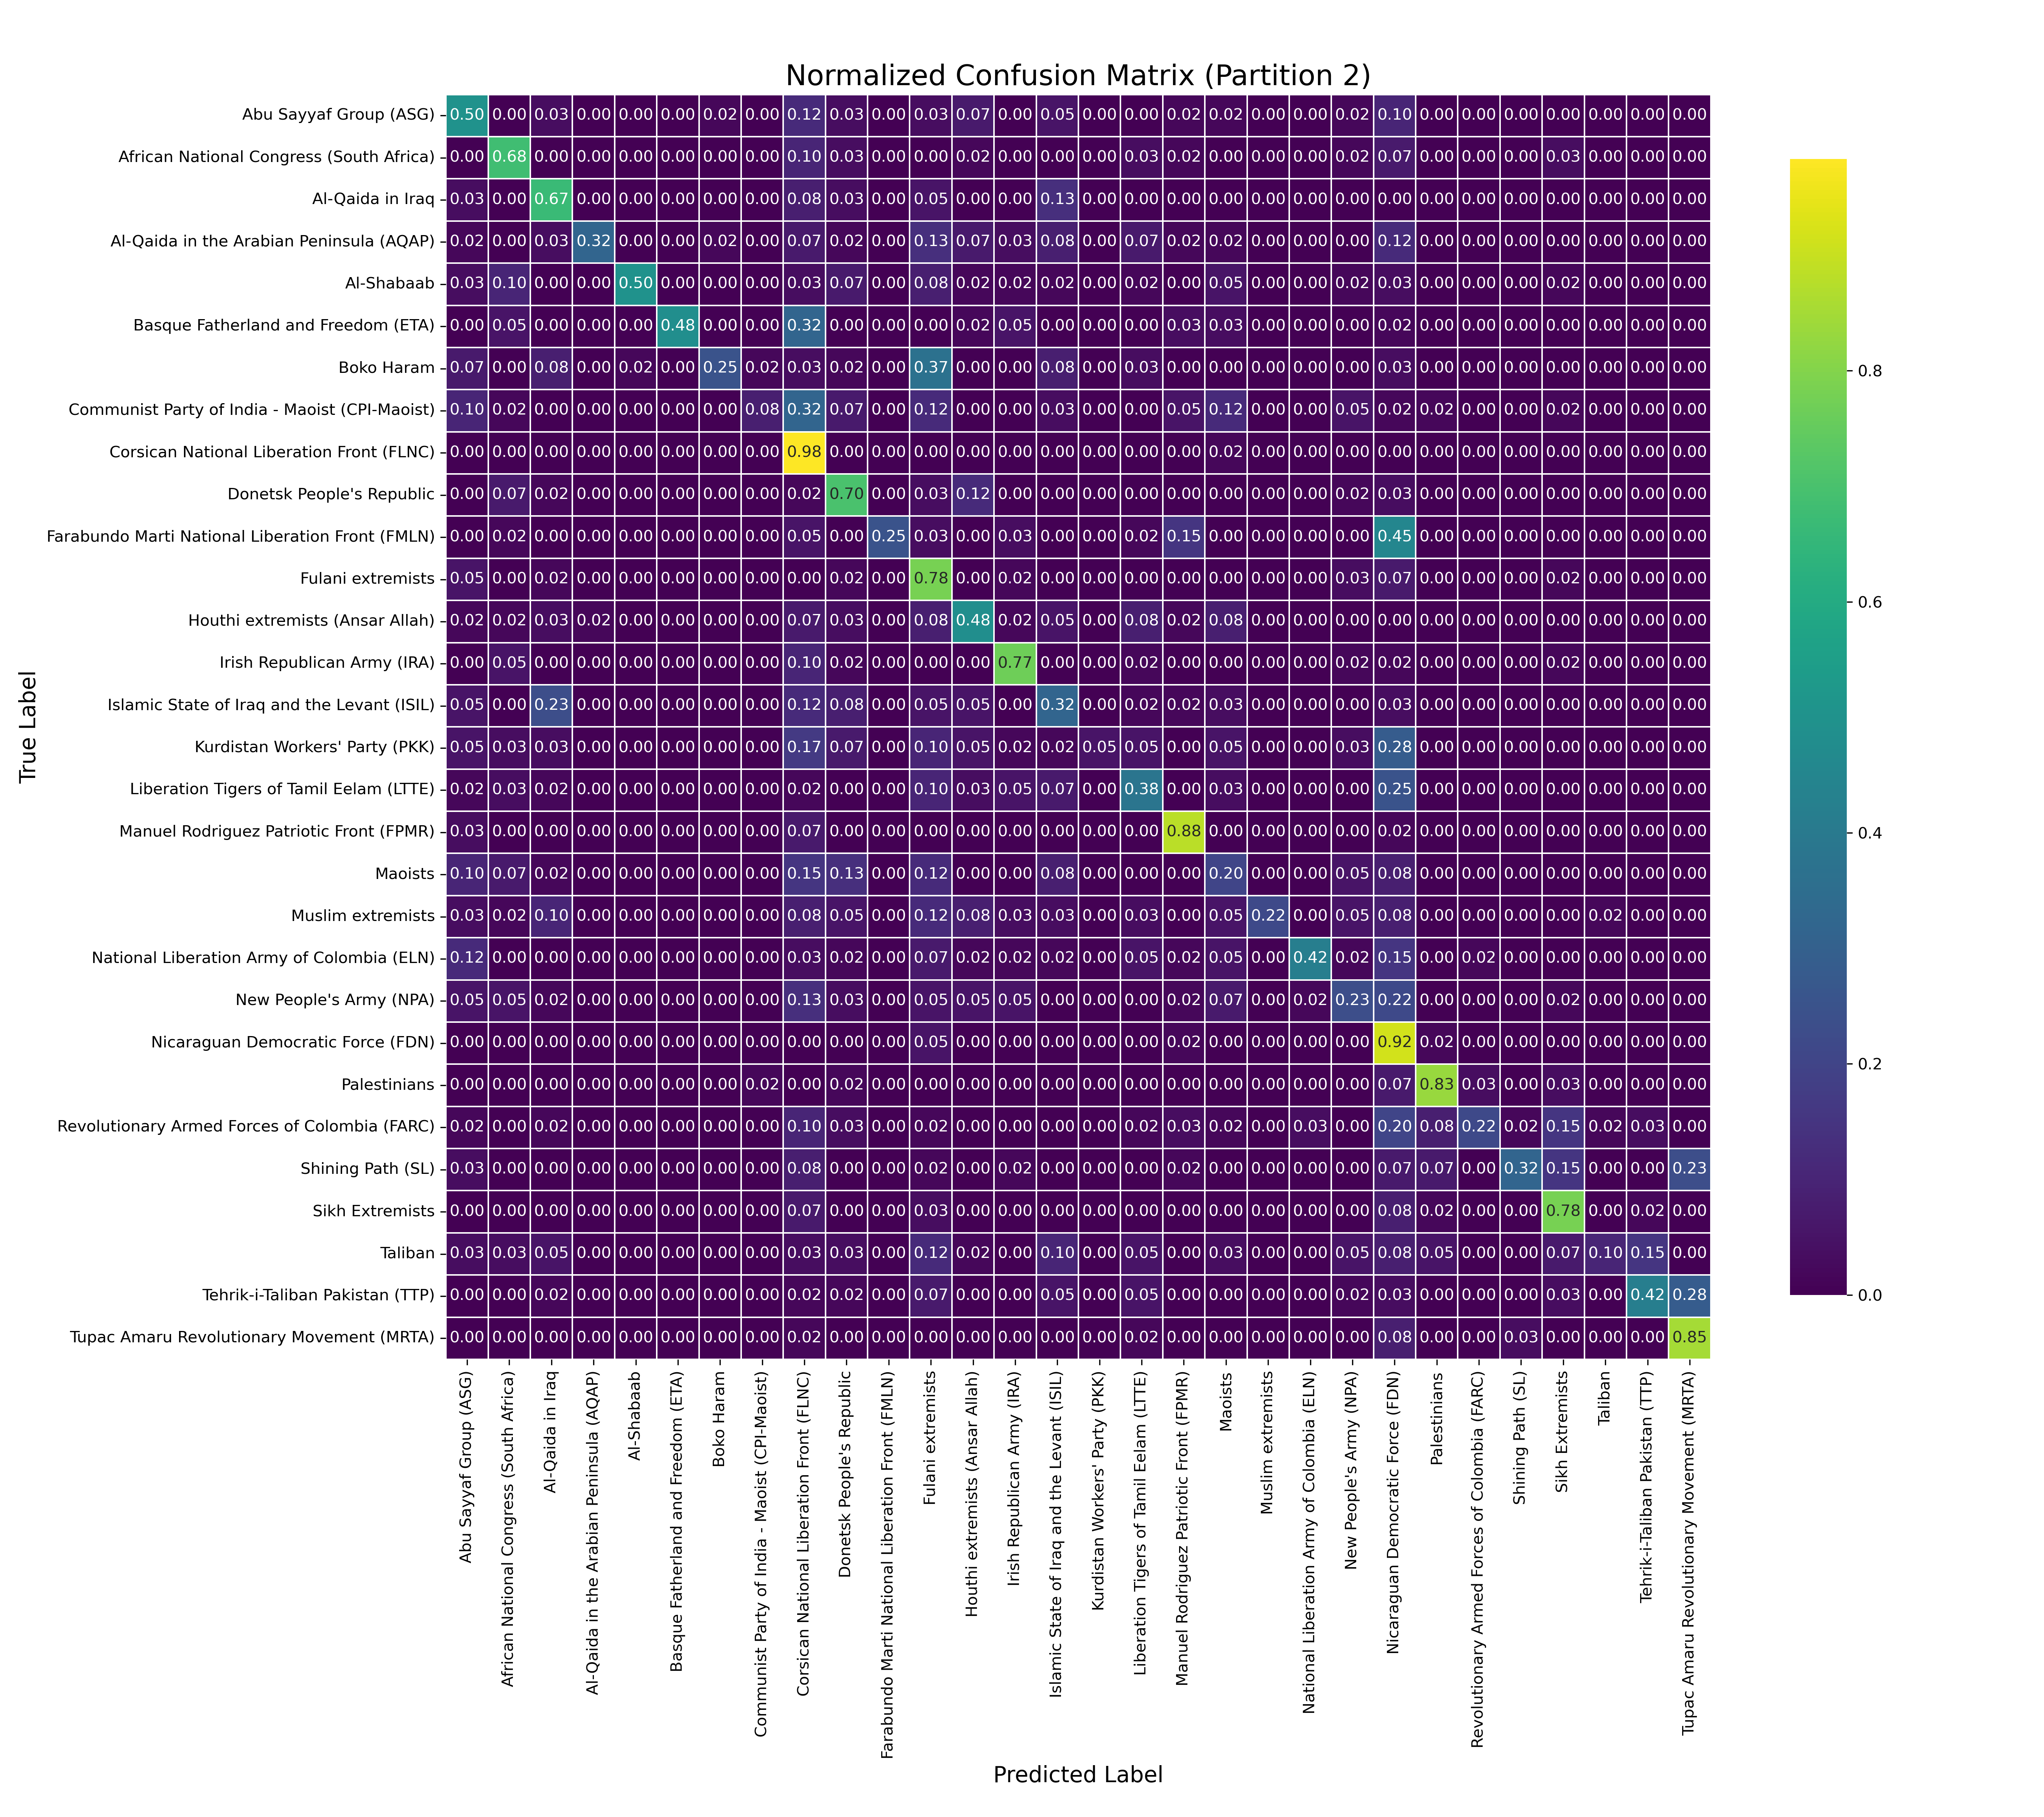 Normalized Confusion Matrix (Partition 2)
Abu Sayyaf Group (ASG) 0.50 0.00 0.03 0.00 0.00 0.00 0.02 0.00 0.12 0.03 0.00 0.03 0.07 0.00 0.05 0.00 0.00 0.02 0.02 0.00 0.00 0.02 0.10 0.00 0.00 0.00 0.00 0.00 0.00 0.00
African National Congress (South Africa) 0.00 0.68 0.00 0.00 0.00 0.00 0.00 0.00 0.10 0.03 0.00 0.00 0.02 0.00 0.00 0.00 0.03 0.02 0.00 0.00 0.00 0.02 0.07 0.00 0.00 0.00 0.03 0.00 0.00 0.00
Al-Qaida in Iraq 0.03 0.00 0.67 0.00 0.00 0.00 0.00 0.00 0.08 0.03 0.00 0.05 0.00 0.00 0.13 0.00 0.00 0.00 0.00 0.00 0.00 0.00 0.00 0.00 0.00 0.00 0.00 0.00 0.00 0.00
Al-Qaida in the Arabian Peninsula (AQAP) 0.02 0.00 0.03 0.32 0.00 0.00 0.02 0.00 0.07 0.02 0.00 0.13 0.07 0.03 0.08 0.00 0.07 0.02 0.02 0.00 0.00 0.00 0.12 0.00 0.00 0.00 0.00 0.00 0.00 0.00
Al-Shabaab 0.03 0.10 0.00 0.00 0.50 0.00 0.00 0.00 0.03 0.07 0.00 0.08 0.02 0.02 0.02 0.00 0.02 0.00 0.05 0.00 0.00 0.02 0.03 0.00 0.00 0.00 0.02 0.00 0.00 0.00
Basque Fatherland and Freedom (ETA) 0.00 0.05 0.00 0.00 0.00 0.48 0.00 0.00 0.32 0.00 0.00 0.00 0.02 0.05 0.00 0.00 0.00 0.03 0.03 0.00 0.00 0.00 0.02 0.00 0.00 0.00 0.00 0.00 0.00 0.00
Boko Haram 0.07 0.00 0.08 0.00 0.02 0.00 0.25 0.02 0.03 0.02 0.00 0.37 0.00 0.00 0.08 0.00 0.03 0.00 0.00 0.00 0.00 0.00 0.03 0.00 0.00 0.00 0.00 0.00 0.00 0.00
Communist Party of India - Maoist (CPI-Maoist) 0.10 0.02 0.00 0.00 0.00 0.00 0.00 0.08 0.32 0.07 0.00 0.12 0.00 0.00 0.03 0.00 0.00 0.05 0.12 0.00 0.00 0.05 0.02 0.02 0.00 0.00 0.02 0.00 0.00 0.00
Corsican National Liberation Front (FLNC) 0.00 0.00 0.00 0.00 0.00 0.00 0.00 0.00 0.98 0.00 0.00 0.00 0.00 0.00 0.00 0.00 0.00 0.00 0.02 0.00 0.00 0.00 0.00 0.00 0.00 0.00 0.00 0.00 0.00 0.00
Donetsk People's Republic 0.00 0.07 0.02 0.00 0.00 0.00 0.00 0.00 0.02 0.70 0.00 0.03 0.12 0.00 0.00 0.00 0.00 0.00 0.00 0.00 0.00 0.02 0.03 0.00 0.00 0.00 0.00 0.00 0.00 0.00
Farabundo Marti National Liberation Front (FMLN) 0.00 0.02 0.00 0.00 0.00 0.00 0.00 0.00 0.05 0.00 0.25 0.03 0.00 0.03 0.00 0.00 0.02 0.15 0.00 0.00 0.00 0.00 0.45 0.00 0.00 0.00 0.00 0.00 0.00 0.00
Fulani extremists 0.05 0.00 0.02 0.00 0.00 0.00 0.00 0.00 0.00 0.02 0.00 0.78 0.00 0.02 0.00 0.00 0.00 0.00 0.00 0.00 0.00 0.03 0.07 0.00 0.00 0.00 0.02 0.00 0.00 0.00
Houthi extremists (Ansar Allah) 0.02 0.02 0.03 0.02 0.00 0.00 0.00 0.00 0.07 0.03 0.00 0.08 0.48 0.02 0.05 0.00 0.08 0.02 0.08 0.00 0.00 0.00 0.00 0.00 0.00 0.00 0.00 0.00 0.00 0.00
Irish Republican Army (IRA) 0.00 0.05 0.00 0.00 0.00 0.00 0.00 0.00 0.10 0.02 0.00 0.00 0.00 0.77 0.00 0.00 0.02 0.00 0.00 0.00 0.00 0.02 0.02 0.00 0.00 0.00 0.02 0.00 0.00 0.00
Islamic State of Iraq and the Levant (ISIL) 0.05 0.00 0.23 0.00 0.00 0.00 0.00 0.00 0.12 0.08 0.00 0.05 0.05 0.00 0.32 0.00 0.02 0.02 0.03 0.00 0.00 0.00 0.03 0.00 0.00 0.00 0.00 0.00 0.00 0.00
Kurdistan Workers' Party (PKK) 0.05 0.03 0.03 0.00 0.00 0.00 0.00 0.00 0.17 0.07 0.00 0.10 0.05 0.02 0.02 0.05 0.05 0.00 0.05 0.00 0.00 0.03 0.28 0.00 0.00 0.00 0.00 0.00 0.00 0.00
Liberation Tigers of Tamil Eelam (LTTE) 0.02 0.03 0.02 0.00 0.00 0.00 0.00 0.00 0.02 0.00 0.00 0.10 0.03 0.05 0.07 0.00 0.38 0.00 0.03 0.00 0.00 0.00 0.25 0.00 0.00 0.00 0.00 0.00 0.00 0.00
Manuel Rodriguez Patriotic Front (FPMR) 0.03 0.00 0.00 0.00 0.00 0.00 0.00 0.00 0.07 0.00 0.00 0.00 0.00 0.00 0.00 0.00 0.00 0.88 0.00 0.00 0.00 0.00 0.02 0.00 0.00 0.00 0.00 0.00 0.00 0.00
Maoists 0.10 0.07 0.02 0.00 0.00 0.00 0.00 0.00 0.15 0.13 0.00 0.12 0.00 0.00 0.08 0.00 0.00 0.00 0.20 0.00 0.00 0.05 0.08 0.00 0.00 0.00 0.00 0.00 0.00 0.00
Muslim extremists 0.03 0.02 0.10 0.00 0.00 0.00 0.00 0.00 0.08 0.05 0.00 0.12 0.08 0.03 0.03 0.00 0.03 0.00 0.05 0.22 0.00 0.05 0.08 0.00 0.00 0.00 0.00 0.02 0.00 0.00
National Liberation Army of Colombia (ELN) 0.12 0.00 0.00 0.00 0.00 0.00 0.00 0.00 0.03 0.02 0.00 0.07 0.02 0.02 0.02 0.00 0.05 0.02 0.05 0.00 0.42 0.02 0.15 0.00 0.02 0.00 0.00 0.00 0.00 0.00
New People's Army (NPA) 0.05 0.05 0.02 0.00 0.00 0.00 0.00 0.00 0.13 0.03 0.00 0.05 0.05 0.05 0.00 0.00 0.00 0.02 0.07 0.00 0.02 0.23 0.22 0.00 0.00 0.00 0.02 0.00 0.00 0.00
Nicaraguan Democratic Force (FDN) 0.00 0.00 0.00 0.00 0.00 0.00 0.00 0.00 0.00 0.00 0.00 0.05 0.00 0.00 0.00 0.00 0.00 0.02 0.00 0.00 0.00 0.00 0.92 0.02 0.00 0.00 0.00 0.00 0.00 0.00
Palestinians 0.00 0.00 0.00 0.00 0.00 0.00 0.00 0.02 0.00 0.02 0.00 0.00 0.00 0.00 0.00 0.00 0.00 0.00 0.00 0.00 0.00 0.00 0.07 0.83 0.03 0.00 0.03 0.00 0.00 0.00
Revolutionary Armed Forces of Colombia (FARC) 0.02 0.00 0.02 0.00 0.00 0.00 0.00 0.00 0.10 0.03 0.00 0.02 0.00 0.00 0.00 0.00 0.02 0.03 0.02 0.00 0.03 0.00 0.20 0.08 0.22 0.02 0.15 0.02 0.03 0.00
Shining Path (SL) 0.03 0.00 0.00 0.00 0.00 0.00 0.00 0.00 0.08 0.00 0.00 0.02 0.00 0.02 0.00 0.00 0.00 0.02 0.00 0.00 0.00 0.00 0.07 0.07 0.00 0.32 0.15 0.00 0.00 0.23
Sikh Extremists 0.00 0.00 0.00 0.00 0.00 0.00 0.00 0.00 0.07 0.00 0.00 0.03 0.00 0.00 0.00 0.00 0.00 0.00 0.00 0.00 0.00 0.00 0.08 0.02 0.00 0.00 0.78 0.00 0.02 0.00
Taliban 0.03 0.03 0.05 0.00 0.00 0.00 0.00 0.00 0.03 0.03 0.00 0.12 0.02 0.00 0.10 0.00 0.05 0.00 0.03 0.00 0.00 0.05 0.08 0.05 0.00 0.00 0.07 0.10 0.15 0.00
Tehrik-i-Taliban Pakistan (TTP) 0.00 0.00 0.02 0.00 0.00 0.00 0.00 0.00 0.02 0.02 0.00 0.07 0.00 0.00 0.05 0.00 0.05 0.00 0.00 0.00 0.00 0.02 0.03 0.00 0.00 0.00 0.03 0.00 0.42 0.28
Tupac Amaru Revolutionary Movement (MRTA) 0.00 0.00 0.00 0.00 0.00 0.00 0.00 0.00 0.02 0.00 0.00 0.00 0.00 0.00 0.00 0.00 0.02 0.00 0.00 0.00 0.00 0.00 0.08 0.00 0.00 0.03 0.00 0.00 0.00 0.85
True Label
Abu Sayyaf Group (ASG)
African National Congress (South Africa)
Al-Qaida in Iraq
Al-Qaida in the Arabian Peninsula (AQAP)
Al-Shabaab
Basque Fatherland and Freedom (ETA)
Boko Haram
Communist Party of India - Maoist (CPI-Maoist)
Corsican National Liberation Front (FLNC)
Donetsk People's Republic
Farabundo Marti National Liberation Front (FMLN)
Fulani extremists
Houthi extremists (Ansar Allah)
Irish Republican Army (IRA)
Islamic State of Iraq and the Levant (ISIL)
Kurdistan Workers' Party (PKK)
Liberation Tigers of Tamil Eelam (LTTE)
Manuel Rodriguez Patriotic Front (FPMR)
Maoists
Muslim extremists
National Liberation Army of Colombia (ELN)
New People's Army (NPA)
Nicaraguan Democratic Force (FDN)
Palestinians
Revolutionary Armed Forces of Colombia (FARC)
Shining Path (SL)
Sikh Extremists
Taliban
Tehrik-i-Taliban Pakistan (TTP)
Tupac Amaru Revolutionary Movement (MRTA)
Predicted Label
0.8
0.6
0.4
0.2
0.0